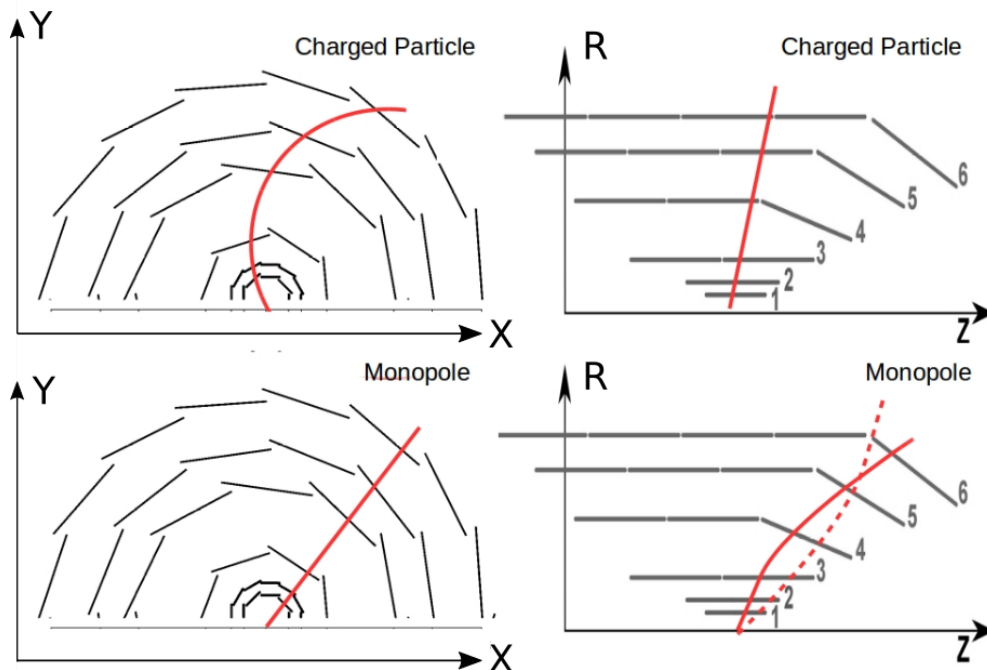 Y
Charged Particle
X
R
Charged Particle
6
5
4
3
2
1
Z
Y
Monopole
X
R
Monopole
6
5
4
3
2
1
Z